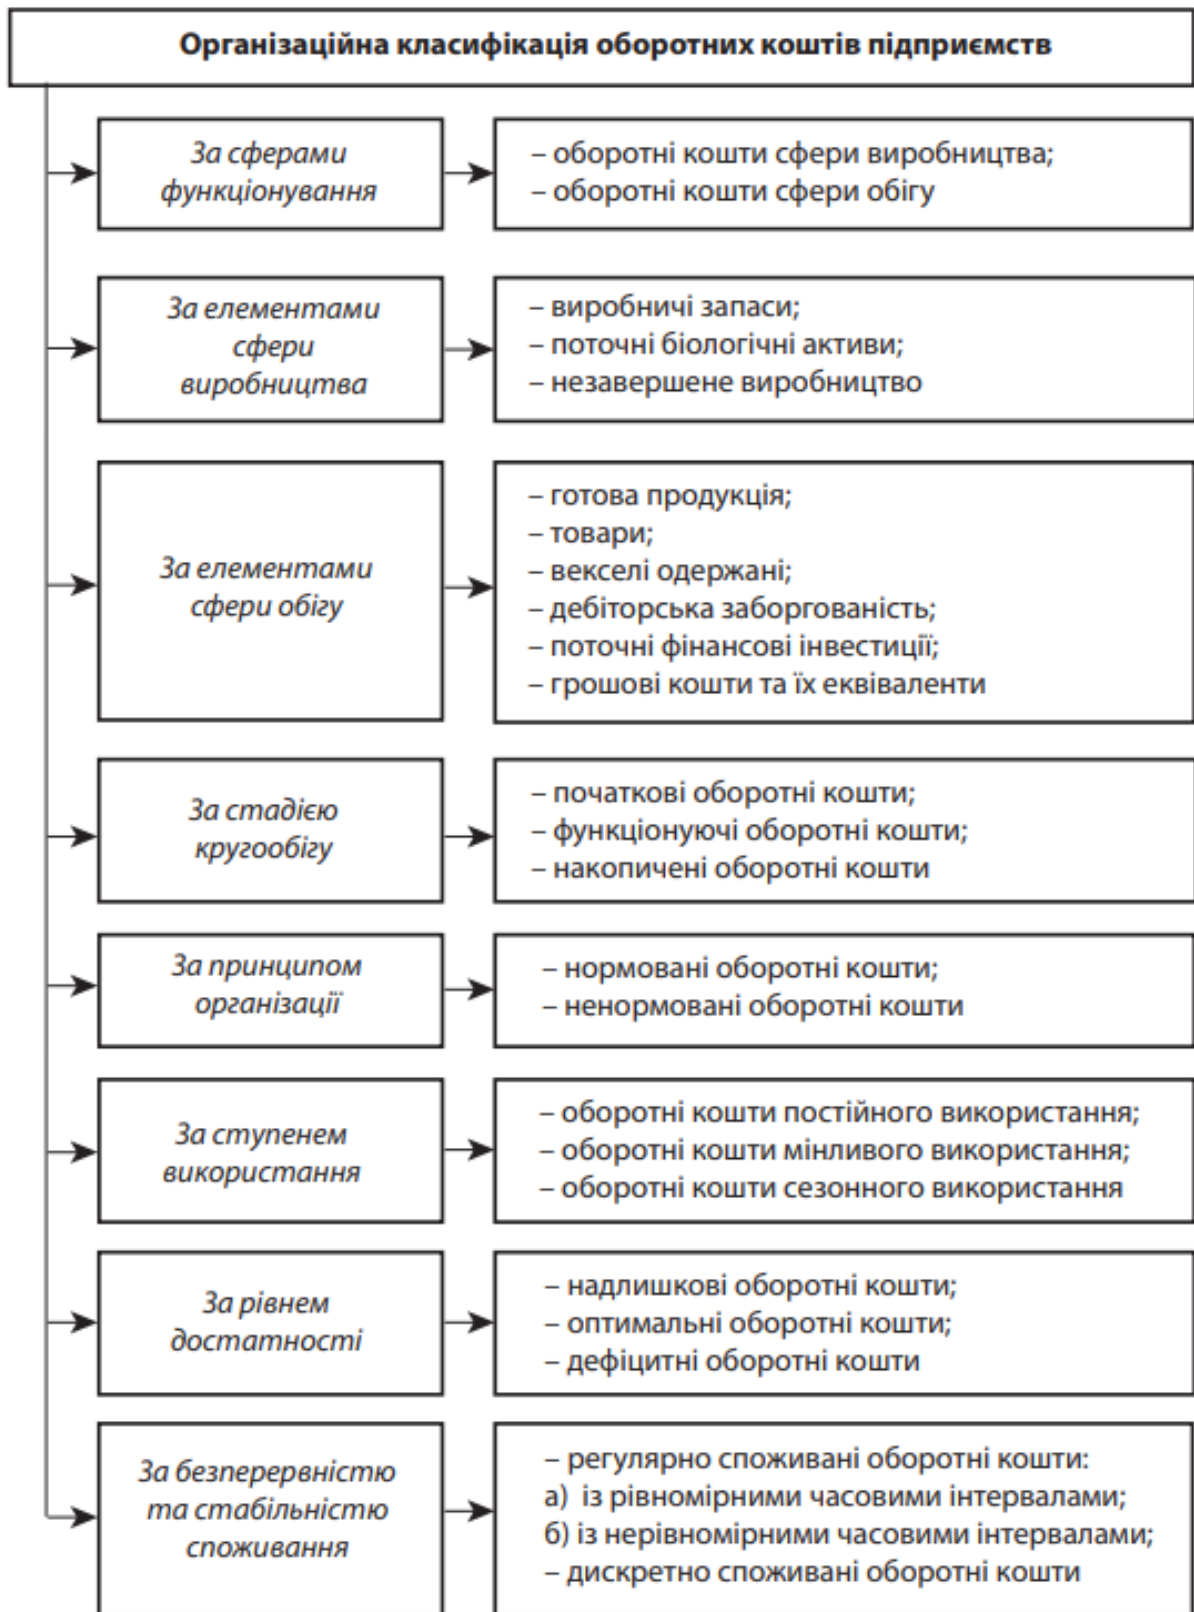 Організаційна класифікація оборотних коштів підприємств
За сферами
функціонування
– оборотні кошти сфери виробництва;
– оборотні кошти сфери обігу
За елементами
сфери
виробництва
– виробничі запаси;
– поточні біологічні активи;
– незавершене виробництво
За елементами
сфери обігу
– готова продукція;
– товари;
– векселі одержані;
– дебіторська заборгованість;
– поточні фінансові інвестиції;
– грошові кошти та їх еквіваленти
За стадією
кругообігу
– початкові оборотні кошти;
– функціонуючі оборотні кошти;
– накопичені оборотні кошти
За принципом
організації
– нормовані оборотні кошти;
– ненормовані оборотні кошти
За ступенем
використання
– оборотні кошти постійного використання;
– оборотні кошти мінливого використання;
– оборотні кошти сезонного використання
За рівнем
достатності
– надлишкові оборотні кошти;
– оптимальні оборотні кошти;
– дефіцитні оборотні кошти
За безперервністю
та стабільністю
споживання
– регулярно споживані оборотні кошти:
а) із рівномірними часовими інтервалами;
б) із нерівномірними часовими інтервалами;
– дискретно споживані оборотні кошти